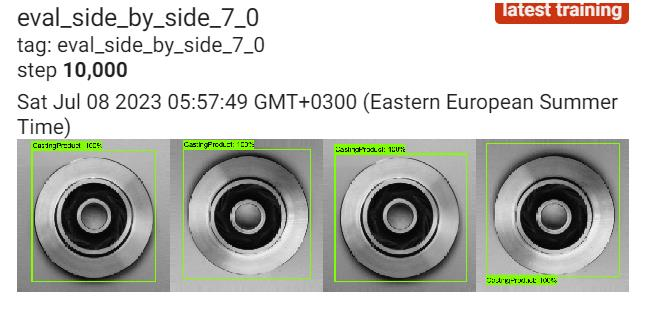 eval_side_by_side_7_0
latest training
tag: eval_side_by_side_7_0
step 10,000
Sat Jul 08 2023 05:57:49 GMT+0300 (Eastern European Summer
Time)
CastingProduct: 100%
CastingProduct: 100%
CastingProduct: 100%
CastingProduct: 100%